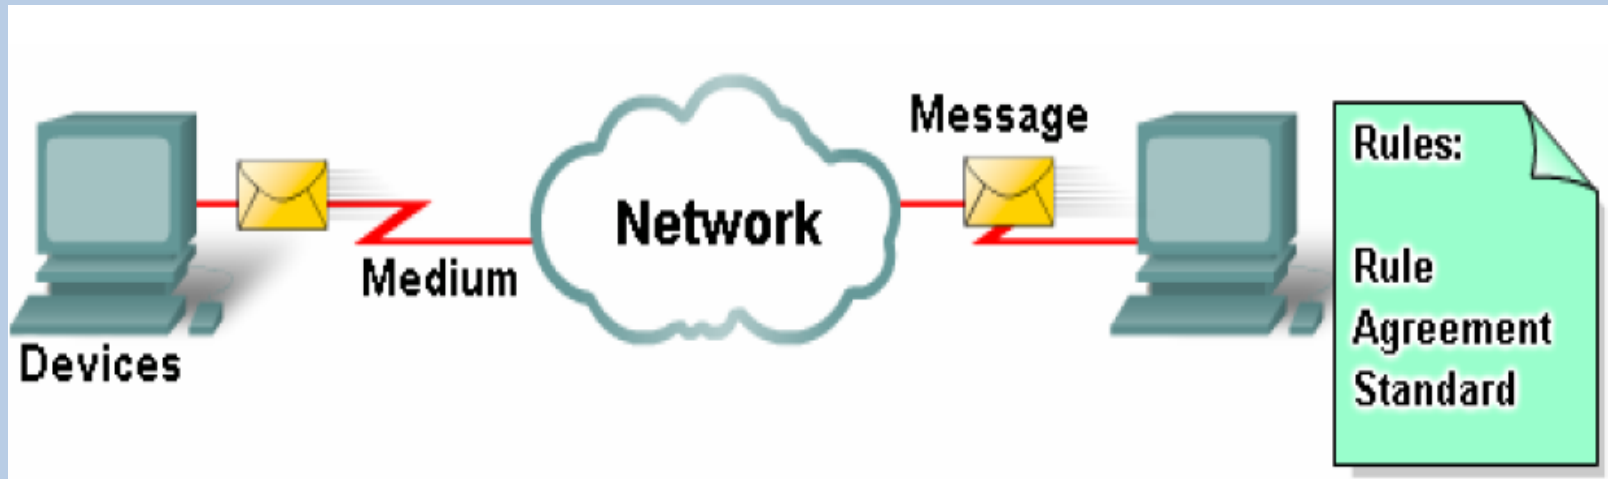 Message
Network
Medium
Devices
Rules:
Rule
Agreement
Standard